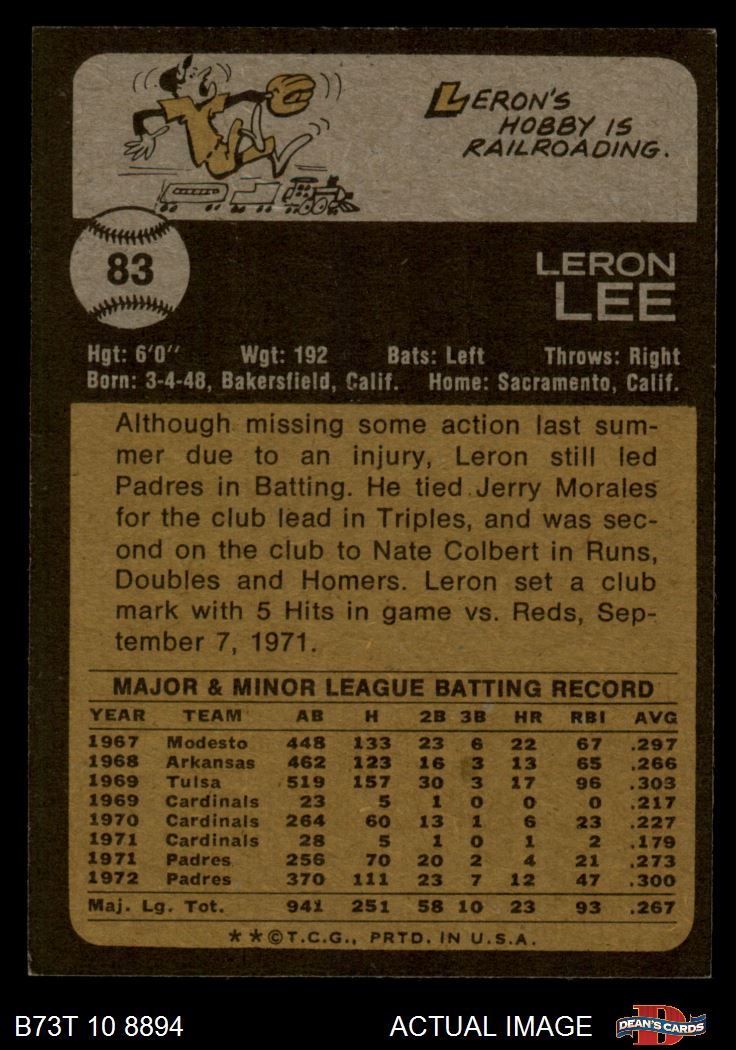 LERON'S
HOBBY IS
RAILROADING.
83
LERON
LEE
Hgt: 6'0" Wgt: 192 Bats: Left Throws: Right
Born: 3-4-48, Bakersfield, Calif. Home: Sacramento, Calif.
Although missing some action last sum-
mer due to an injury, Leron still led
Padres in Batting. He tied Jerry Morales
for the club lead in Triples, and was sec-
ond on the club to Nate Colbert in Runs,
Doubles and Homers. Leron set a club
mark with 5 Hits in game vs. Reds, Sep-
tember 7, 1971.
MAJOR & MINOR LEAGUE BATTING RECORD
YEAR TEAM AB H 2B 3B HR RBI AVG
1967 Modesto 448 133 23 6 22 67 .297
1968 Arkansas 462 123 16 3 13 65 .266
1969 Tulsa 519 157 30 3 17 96 .303
1969 Cardinals 23 5 1 0 0 0 .217
1970 Cardinals 264 60 13 1 6 23 .227
1971 Cardinals 28 5 1 0 1 2 .179
1971 Padres 256 70 20 2 4 21 .273
1972 Padres 370 111 23 7 12 47 .300
Maj. Lg. Tot. 941 251 58 10 23 93 .267
**©T.C.G., PRTD. IN U.S.A.
B73T 10 8894 ACTUAL IMAGE DEAN'S CARDS